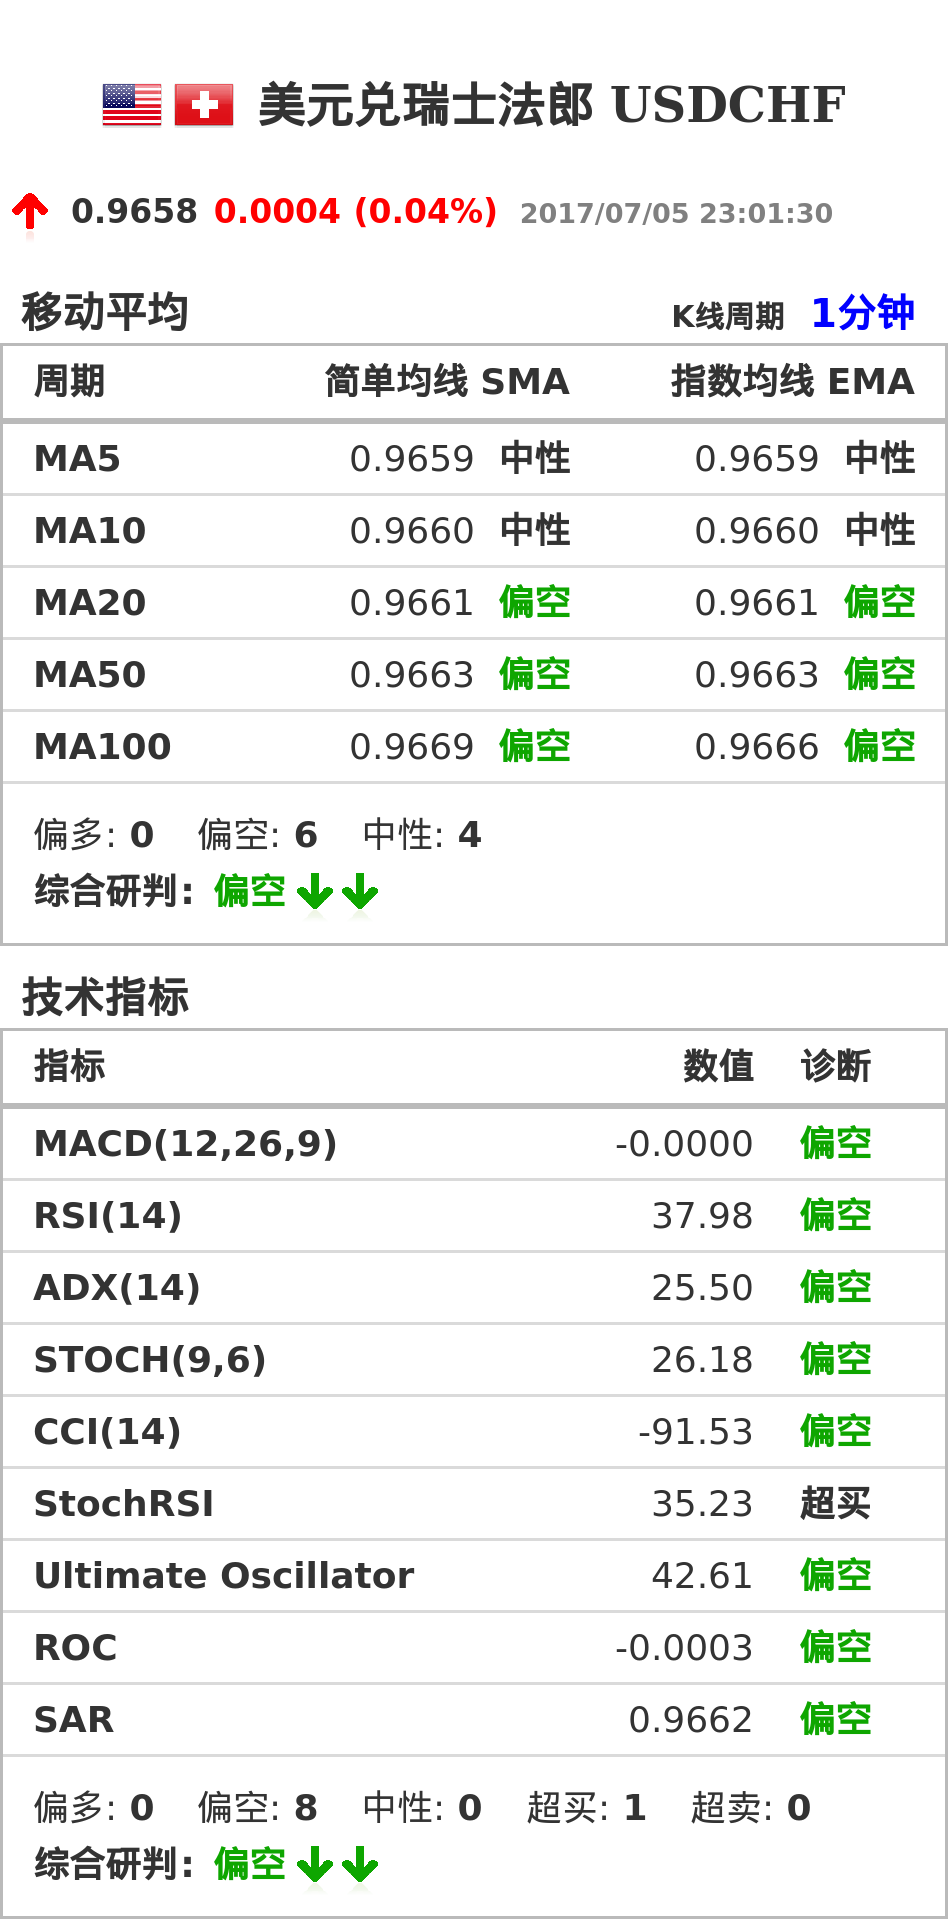 美元兑瑞士法郎 USDCHF
0.9658 0.0004 (0.04%) 2017/07/05 23:01:30
移动平均 K线周期 1分钟
周期 简单均线 SMA 指数均线 EMA
MA5 0.9659 中性 0.9659 中性
MA10 0.9660 中性 0.9660 中性
MA20 0.9661 偏空 0.9661 偏空
MA50 0.9663 偏空 0.9663 偏空
MA100 0.9669 偏空 0.9666 偏空
偏多: 0 偏空: 6 中性: 4
综合研判: 偏空
技术指标
指标 数值 诊断
MACD(12,26,9) -0.0000 偏空
RSI(14) 37.98 偏空
ADX(14) 25.50 偏空
STOCH(9,6) 26.18 偏空
CCI(14) -91.53 偏空
StochRSI 35.23 超买
Ultimate Oscillator 42.61 偏空
ROC -0.0003 偏空
SAR 0.9662 偏空
偏多: 0 偏空: 8 中性: 0 超买: 1 超卖: 0
综合研判: 偏空